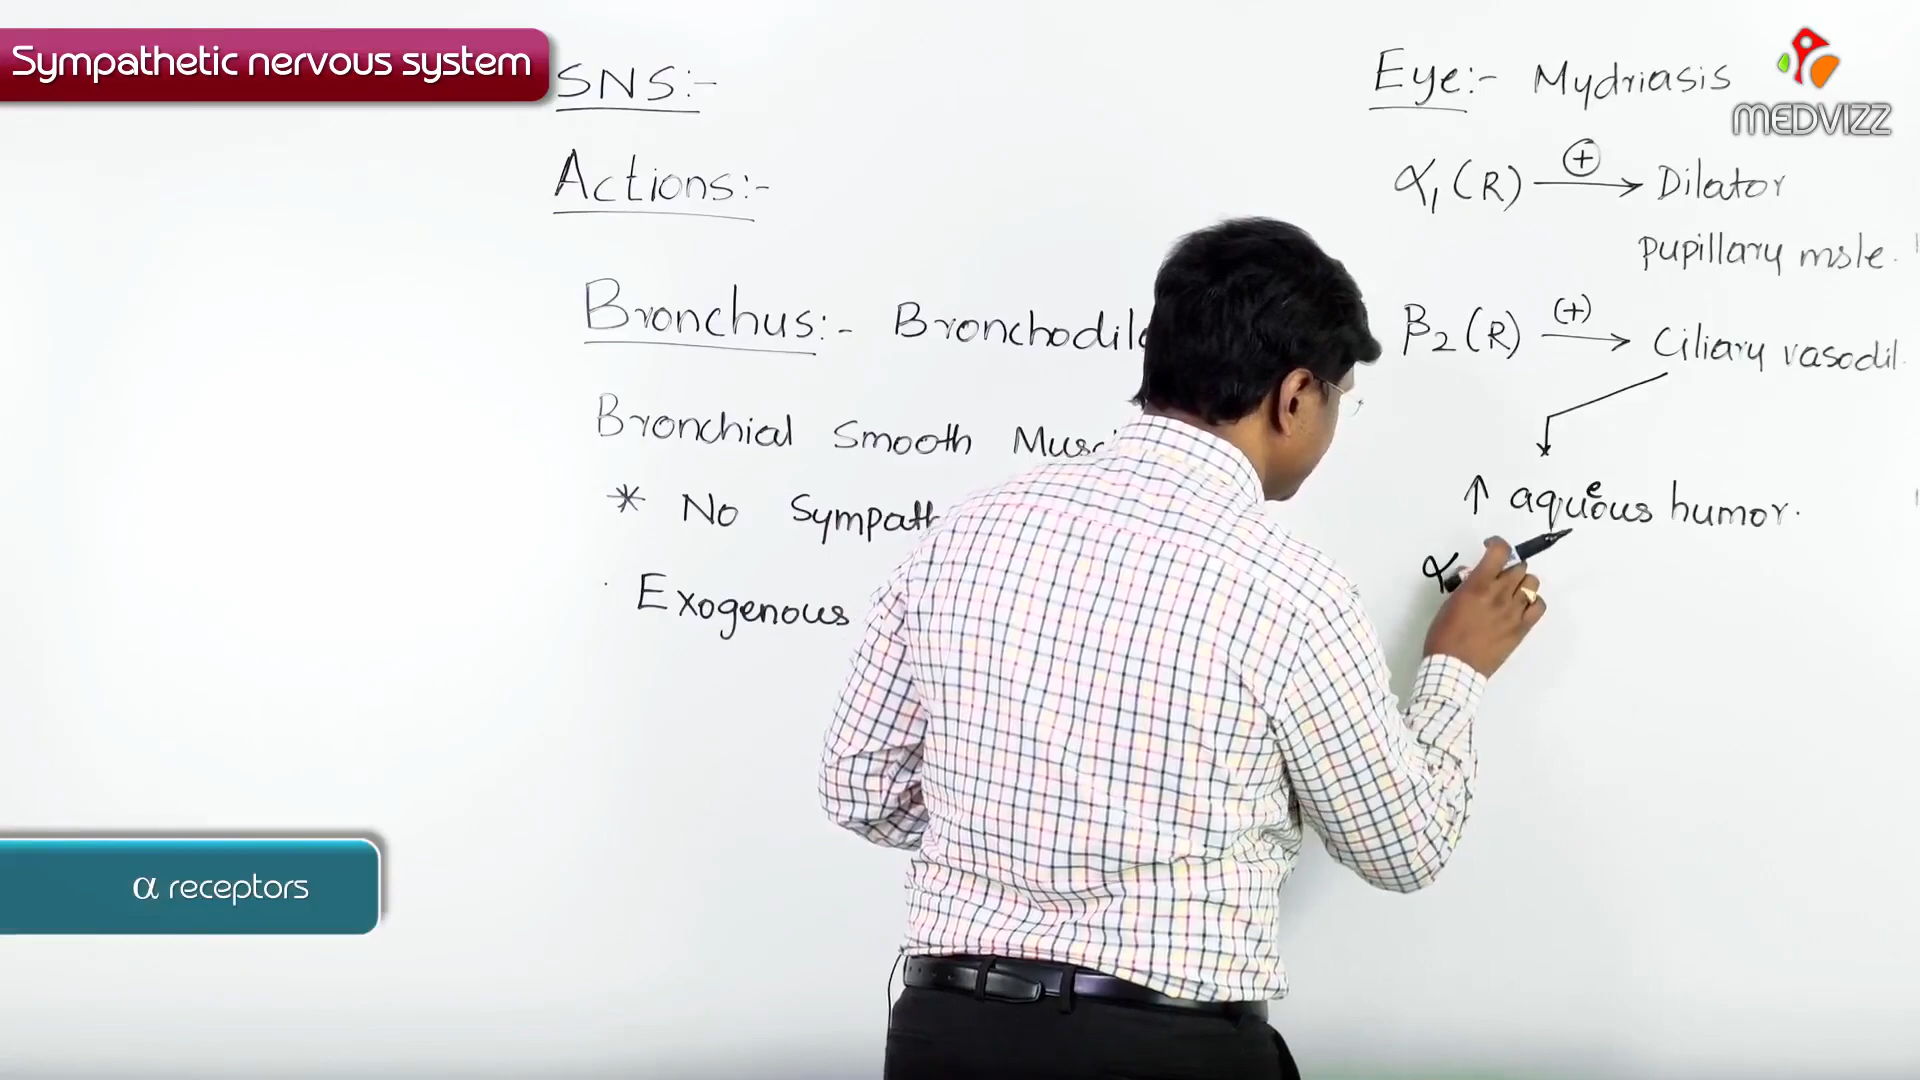 Sympathetic nervous system
SNS:-
Actions:-
Bronchus:- Bronchodila
Bronchial Smooth Musc
* No Sympath
Exogenous
Eye:- Mydriasis
MEDVIZZ
α1 (R) ⊕→ Dilator
pupillary msle.
β2 (R) (+)→ Ciliary vasodil.
↑ aqueous humor.
α
α receptors